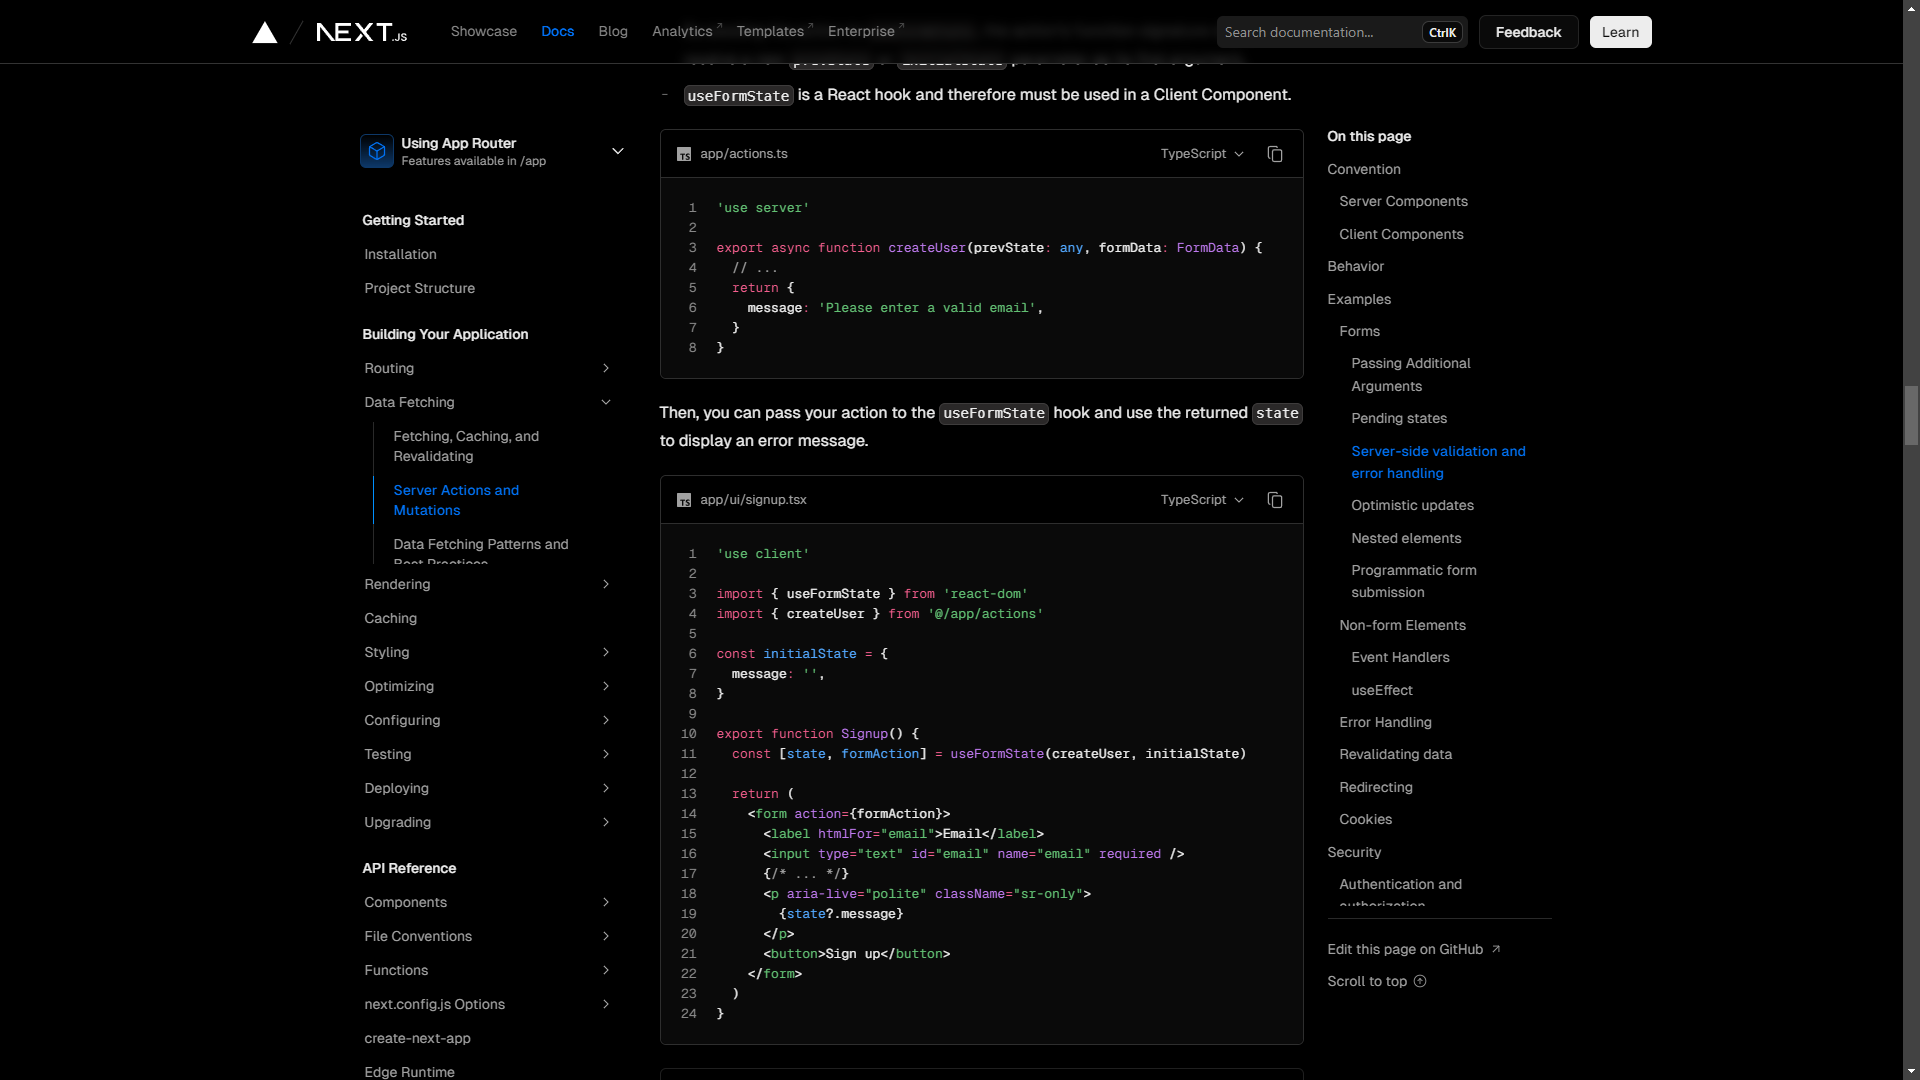 NEXT.JS
Showcase
Docs
Blog
Analytics
Templates
Enterprise
Search documentation...
CtrlK
Feedback
Learn
Using App Router
Features available in /app
Getting Started
Installation
Project Structure
Building Your Application
Routing
Data Fetching
Fetching, Caching, and
Revalidating
Server Actions and
Mutations
Data Fetching Patterns and
Best Practices
Rendering
Caching
Styling
Optimizing
Configuring
Testing
Deploying
Upgrading
API Reference
Components
File Conventions
Functions
next.config.js Options
create-next-app
Edge Runtime
- useFormState is a React hook and therefore must be used in a Client Component.
app/actions.ts
TypeScript
1 'use server'
2
3 export async function createUser(prevState: any, formData: FormData) {
4   // ...
5   return {
6     message: 'Please enter a valid email',
7   }
8 }
Then, you can pass your action to the useFormState hook and use the returned state
to display an error message.
app/ui/signup.tsx
TypeScript
1 'use client'
2
3 import { useFormState } from 'react-dom'
4 import { createUser } from '@/app/actions'
5
6 const initialState = {
7   message: '',
8 }
9
10 export function Signup() {
11   const [state, formAction] = useFormState(createUser, initialState)
12
13   return (
14     <form action={formAction}>
15       <label htmlFor="email">Email</label>
16       <input type="text" id="email" name="email" required />
17       {/* ... */}
18       <p aria-live="polite" className="sr-only">
19         {state?.message}
20       </p>
21       <button>Sign up</button>
22     </form>
23   )
24 }
On this page
Convention
Server Components
Client Components
Behavior
Examples
Forms
Passing Additional
Arguments
Pending states
Server-side validation and
error handling
Optimistic updates
Nested elements
Programmatic form
submission
Non-form Elements
Event Handlers
useEffect
Error Handling
Revalidating data
Redirecting
Cookies
Security
Authentication and
authorization
Edit this page on GitHub
Scroll to top